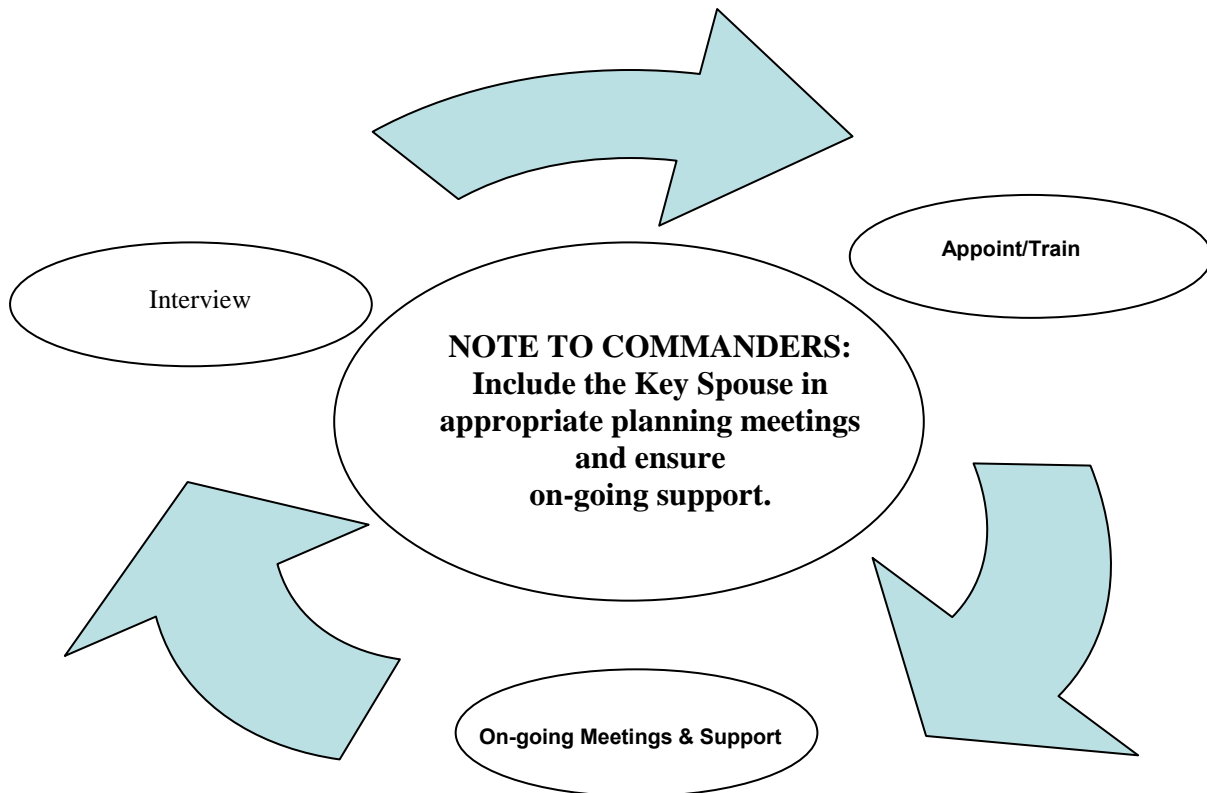 Appoint/Train
Interview
NOTE TO COMMANDERS:
Include the Key Spouse in
appropriate planning meetings
and ensure
on-going support.
On-going Meetings & Support